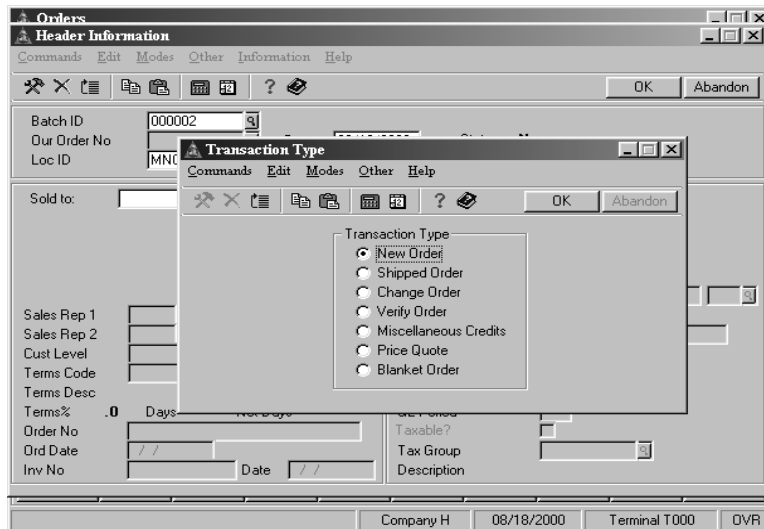 Orders
Header Information
Commands Edit Modes Other Information Help
OK Abandon
Batch ID 000002
Our Order No
Loc ID
Transaction Type
Commands Edit Modes Other Help
OK Abandon
Sold to:
Transaction Type
New Order
Shipped Order
Change Order
Verify Order
Miscellaneous Credits
Price Quote
Blanket Order
Sales Rep 1
Sales Rep 2
Cust Level
Terms Code
Terms Desc
Terms% .0 Days
Order No
Taxable?
Ord Date / /
Tax Group
Inv No Date / /
Description
Company H 08/18/2000 Terminal T000 OVR